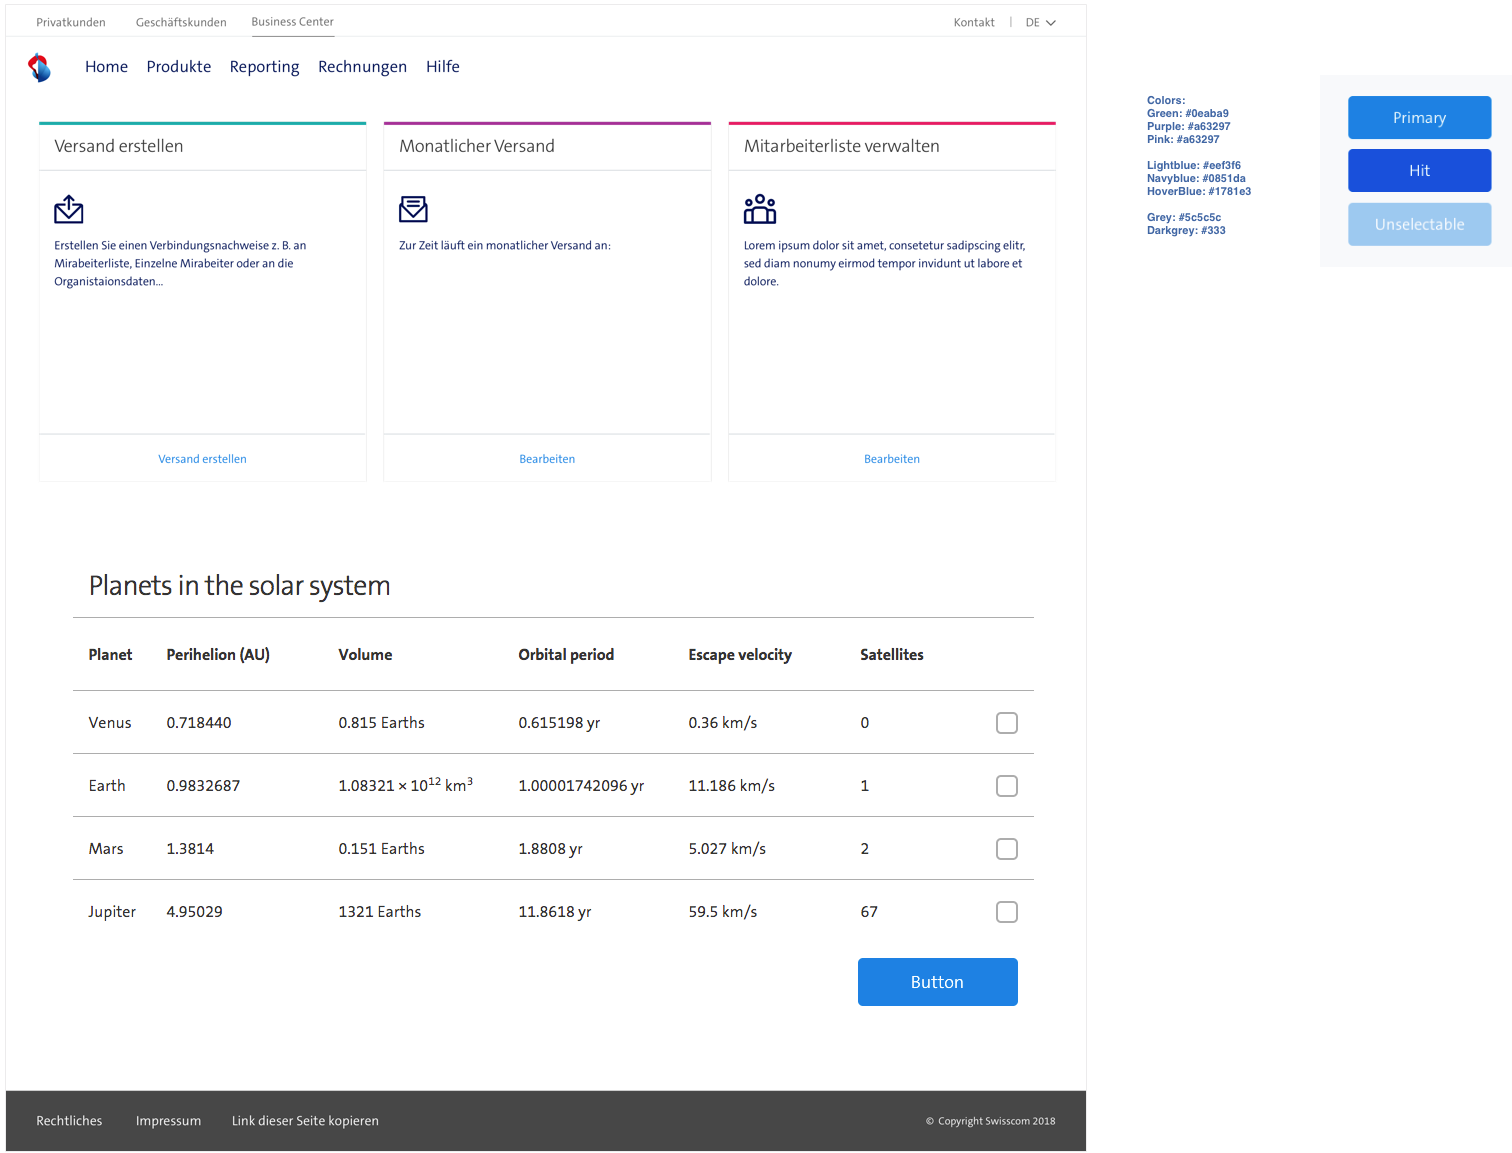 Privatkunden Geschäftskunden Business Center Kontakt | DE
Home Produkte Reporting Rechnungen Hilfe
Versand erstellen
Erstellen Sie einen Verbindungsnachweise z. B. an
Mirabeiterliste, Einzelne Mirabeiter oder an die
Organistaionsdaten...
Versand erstellen
Monatlicher Versand
Zur Zeit läuft ein monatlicher Versand an:
Bearbeiten
Mitarbeiterliste verwalten
Lorem ipsum dolor sit amet, consetetur sadipscing elitr,
sed diam nonumy eirmod tempor invidunt ut labore et
dolore.
Bearbeiten
Planets in the solar system
Planet Perihelion (AU) Volume Orbital period Escape velocity Satellites
Venus 0.718440 0.815 Earths 0.615198 yr 0.36 km/s 0
Earth 0.9832687 1.08321 × 10¹² km³ 1.00001742096 yr 11.186 km/s 1
Mars 1.3814 0.151 Earths 1.8808 yr 5.027 km/s 2
Jupiter 4.95029 1321 Earths 11.8618 yr 59.5 km/s 67
Button
Rechtliches Impressum Link dieser Seite kopieren © Copyright Swisscom 2018
Colors:
Green: #0eaba9
Purple: #a63297
Pink: #a63297
Lightblue: #eef3f6
Navyblue: #0851da
HoverBlue: #1781e3
Grey: #5c5c5c
Darkgrey: #333
Primary
Hit
Unselectable